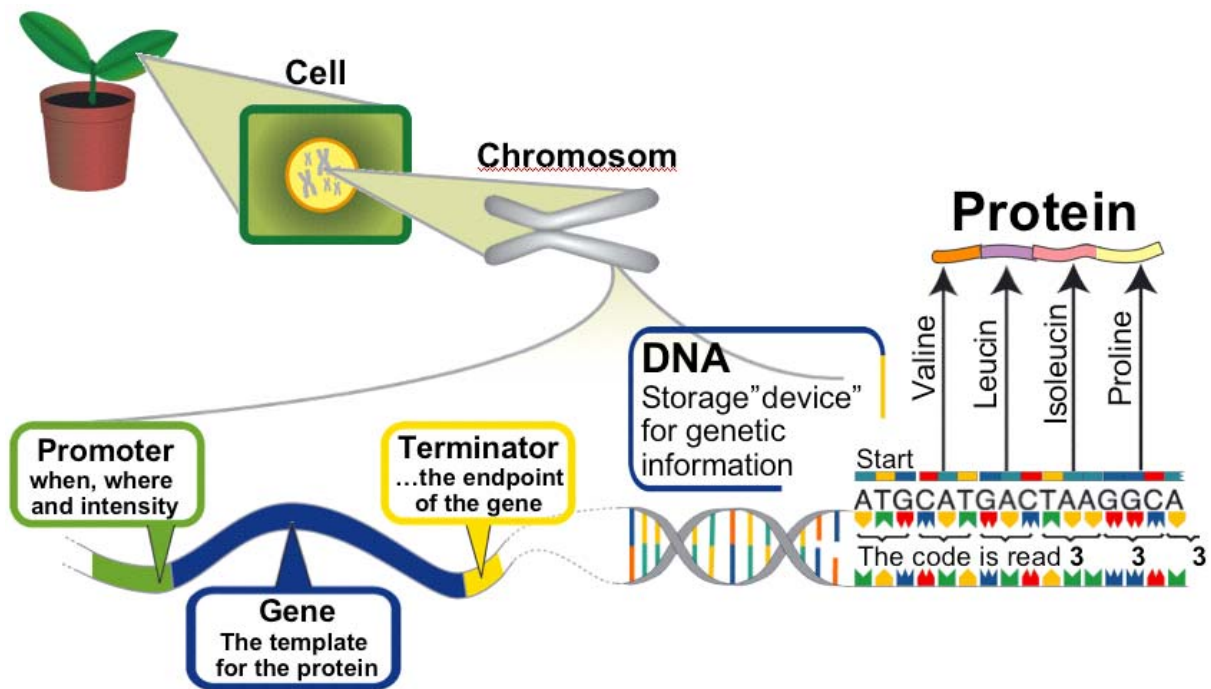 Cell
Chromosom
Protein
Valine
Leucin
Isoleucin
Proline
DNA
Storage"device"
for genetic
information
Promoter
when, where
and intensity
Terminator
...the endpoint
of the gene
Gene
The template
for the protein
Start
ATGCATGACTAAGGCA
The code is read 3 3 3